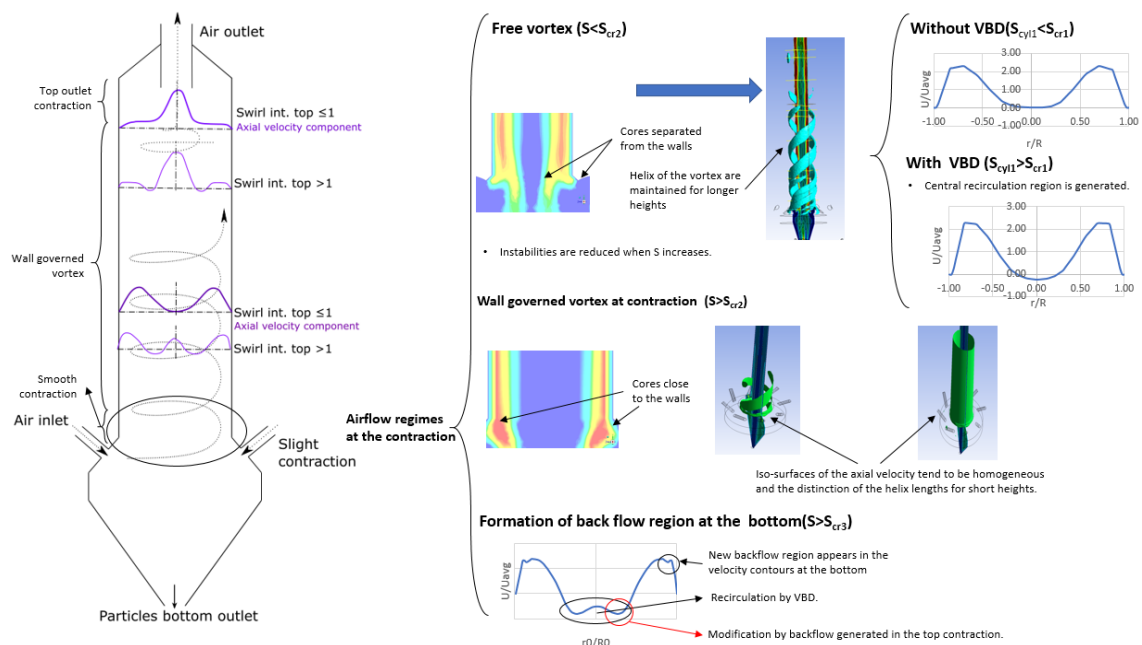 Air outlet
Top outlet
contraction
Swirl int. top ≤1
Axial velocity component
Swirl int. top >1
Wall governed
vortex
Swirl int. top ≤1
Axial velocity component
Swirl int. top >1
Smooth
contraction
Air inlet
Slight
contraction
Particles bottom outlet
Airflow regimes
at the contraction
Free vortex (S<Scr2)
Cores separated
from the walls
Helix of the vortex are
maintained for longer
heights
• Instabilities are reduced when S increases.
Without VBD(Scyl1<Scr1)
3.00
2.00
1.00
0.00
-1.00
U/Uavg
-1.00 -0.50 0.00 0.50 1.00
r/R
With VBD (Scyl1>Scr1)
• Central recirculation region is generated.
3.00
2.00
1.00
0.00
U/Uavg
-1.00 -0.50 0.00 0.50 1.00
r/R
Wall governed vortex at contraction (S>Scr2)
Cores close
to the walls
Iso-surfaces of the axial velocity tend to be homogeneous
and the distinction of the helix lengths for short heights.
Formation of back flow region at the bottom(S>Scr3)
U/Uavg
r0/R0
New backflow region appears in the
velocity contours at the bottom
Recirculation by VBD.
Modification by backflow generated in the top contraction.